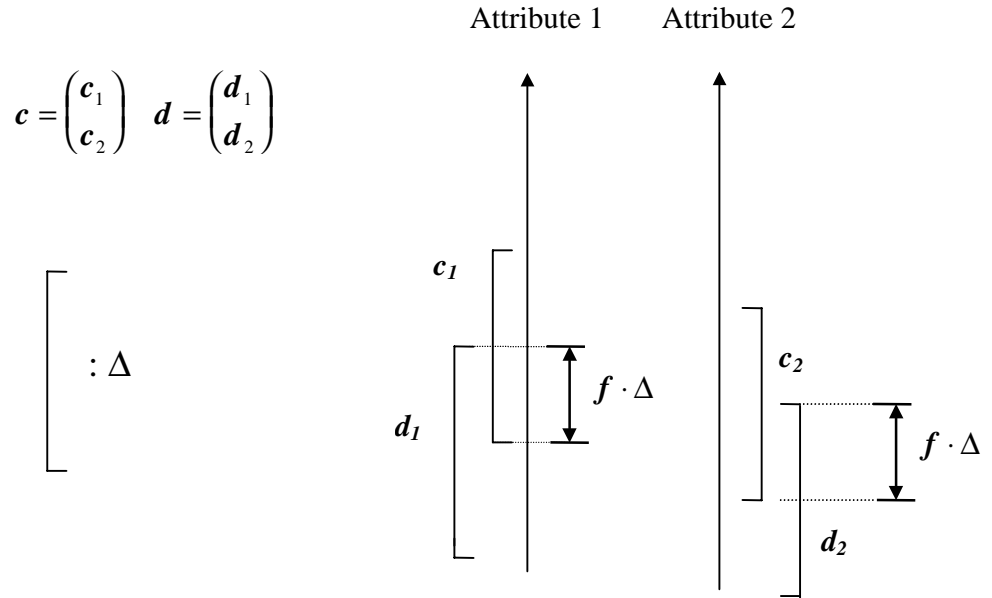 Attribute 1 Attribute 2
c = (c₁ c₂) d = (d₁ d₂)
c₁
: Δ
c₂
f · Δ
d₁
f · Δ
d₂